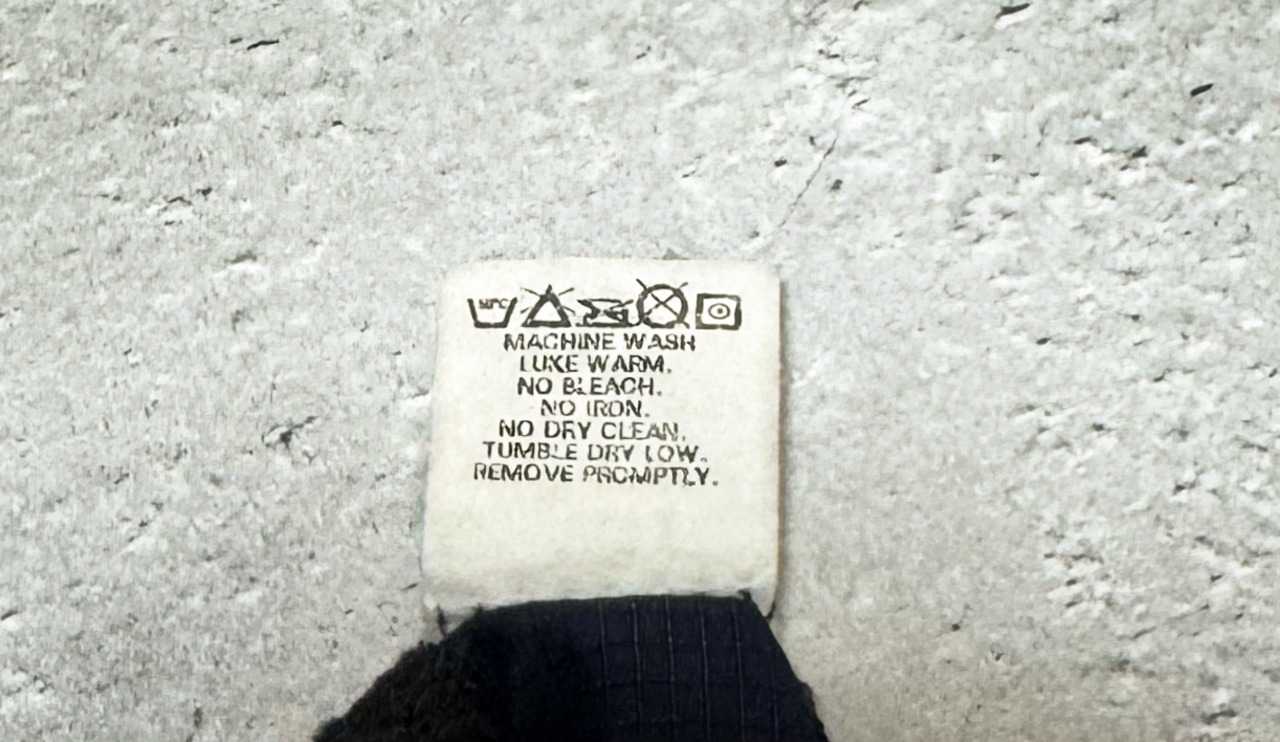 MACHINE WASH
LUKE WARM.
NO BLEACH.
NO IRON.
NO DRY CLEAN.
TUMBLE DRY LOW.
REMOVE PROMPTLY.